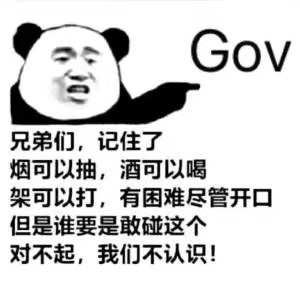 Gov
兄弟们，记住了
烟可以抽，酒可以喝
架可以打，有困难尽管开口
但是谁要是敢碰这个
对不起，我们不认识！